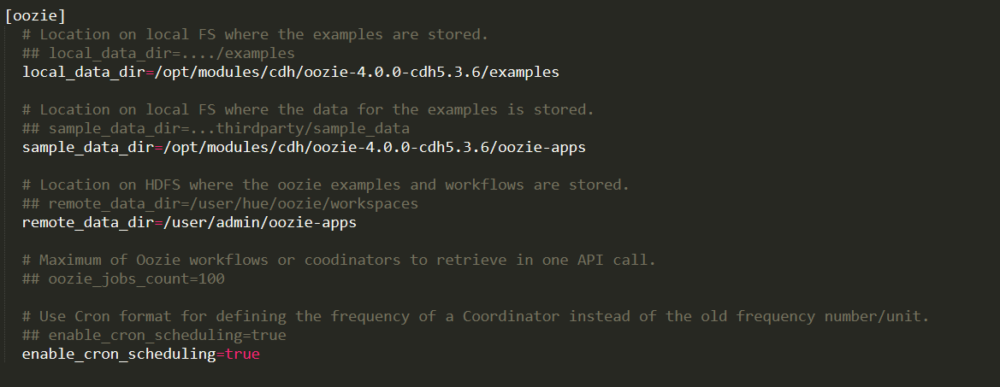 [oozie]
# Location on local FS where the examples are stored.
## local_data_dir=..../examples
local_data_dir=/opt/modules/cdh/oozie-4.0.0-cdh5.3.6/examples
# Location on local FS where the data for the examples is stored.
## sample_data_dir=...thirdparty/sample_data
sample_data_dir=/opt/modules/cdh/oozie-4.0.0-cdh5.3.6/oozie-apps
# Location on HDFS where the oozie examples and workflows are stored.
## remote_data_dir=/user/hue/oozie/workspaces
remote_data_dir=/user/admin/oozie-apps
# Maximum of Oozie workflows or coodinators to retrieve in one API call.
## oozie_jobs_count=100
# Use Cron format for defining the frequency of a Coordinator instead of the old frequency number/unit.
## enable_cron_scheduling=true
enable_cron_scheduling=true